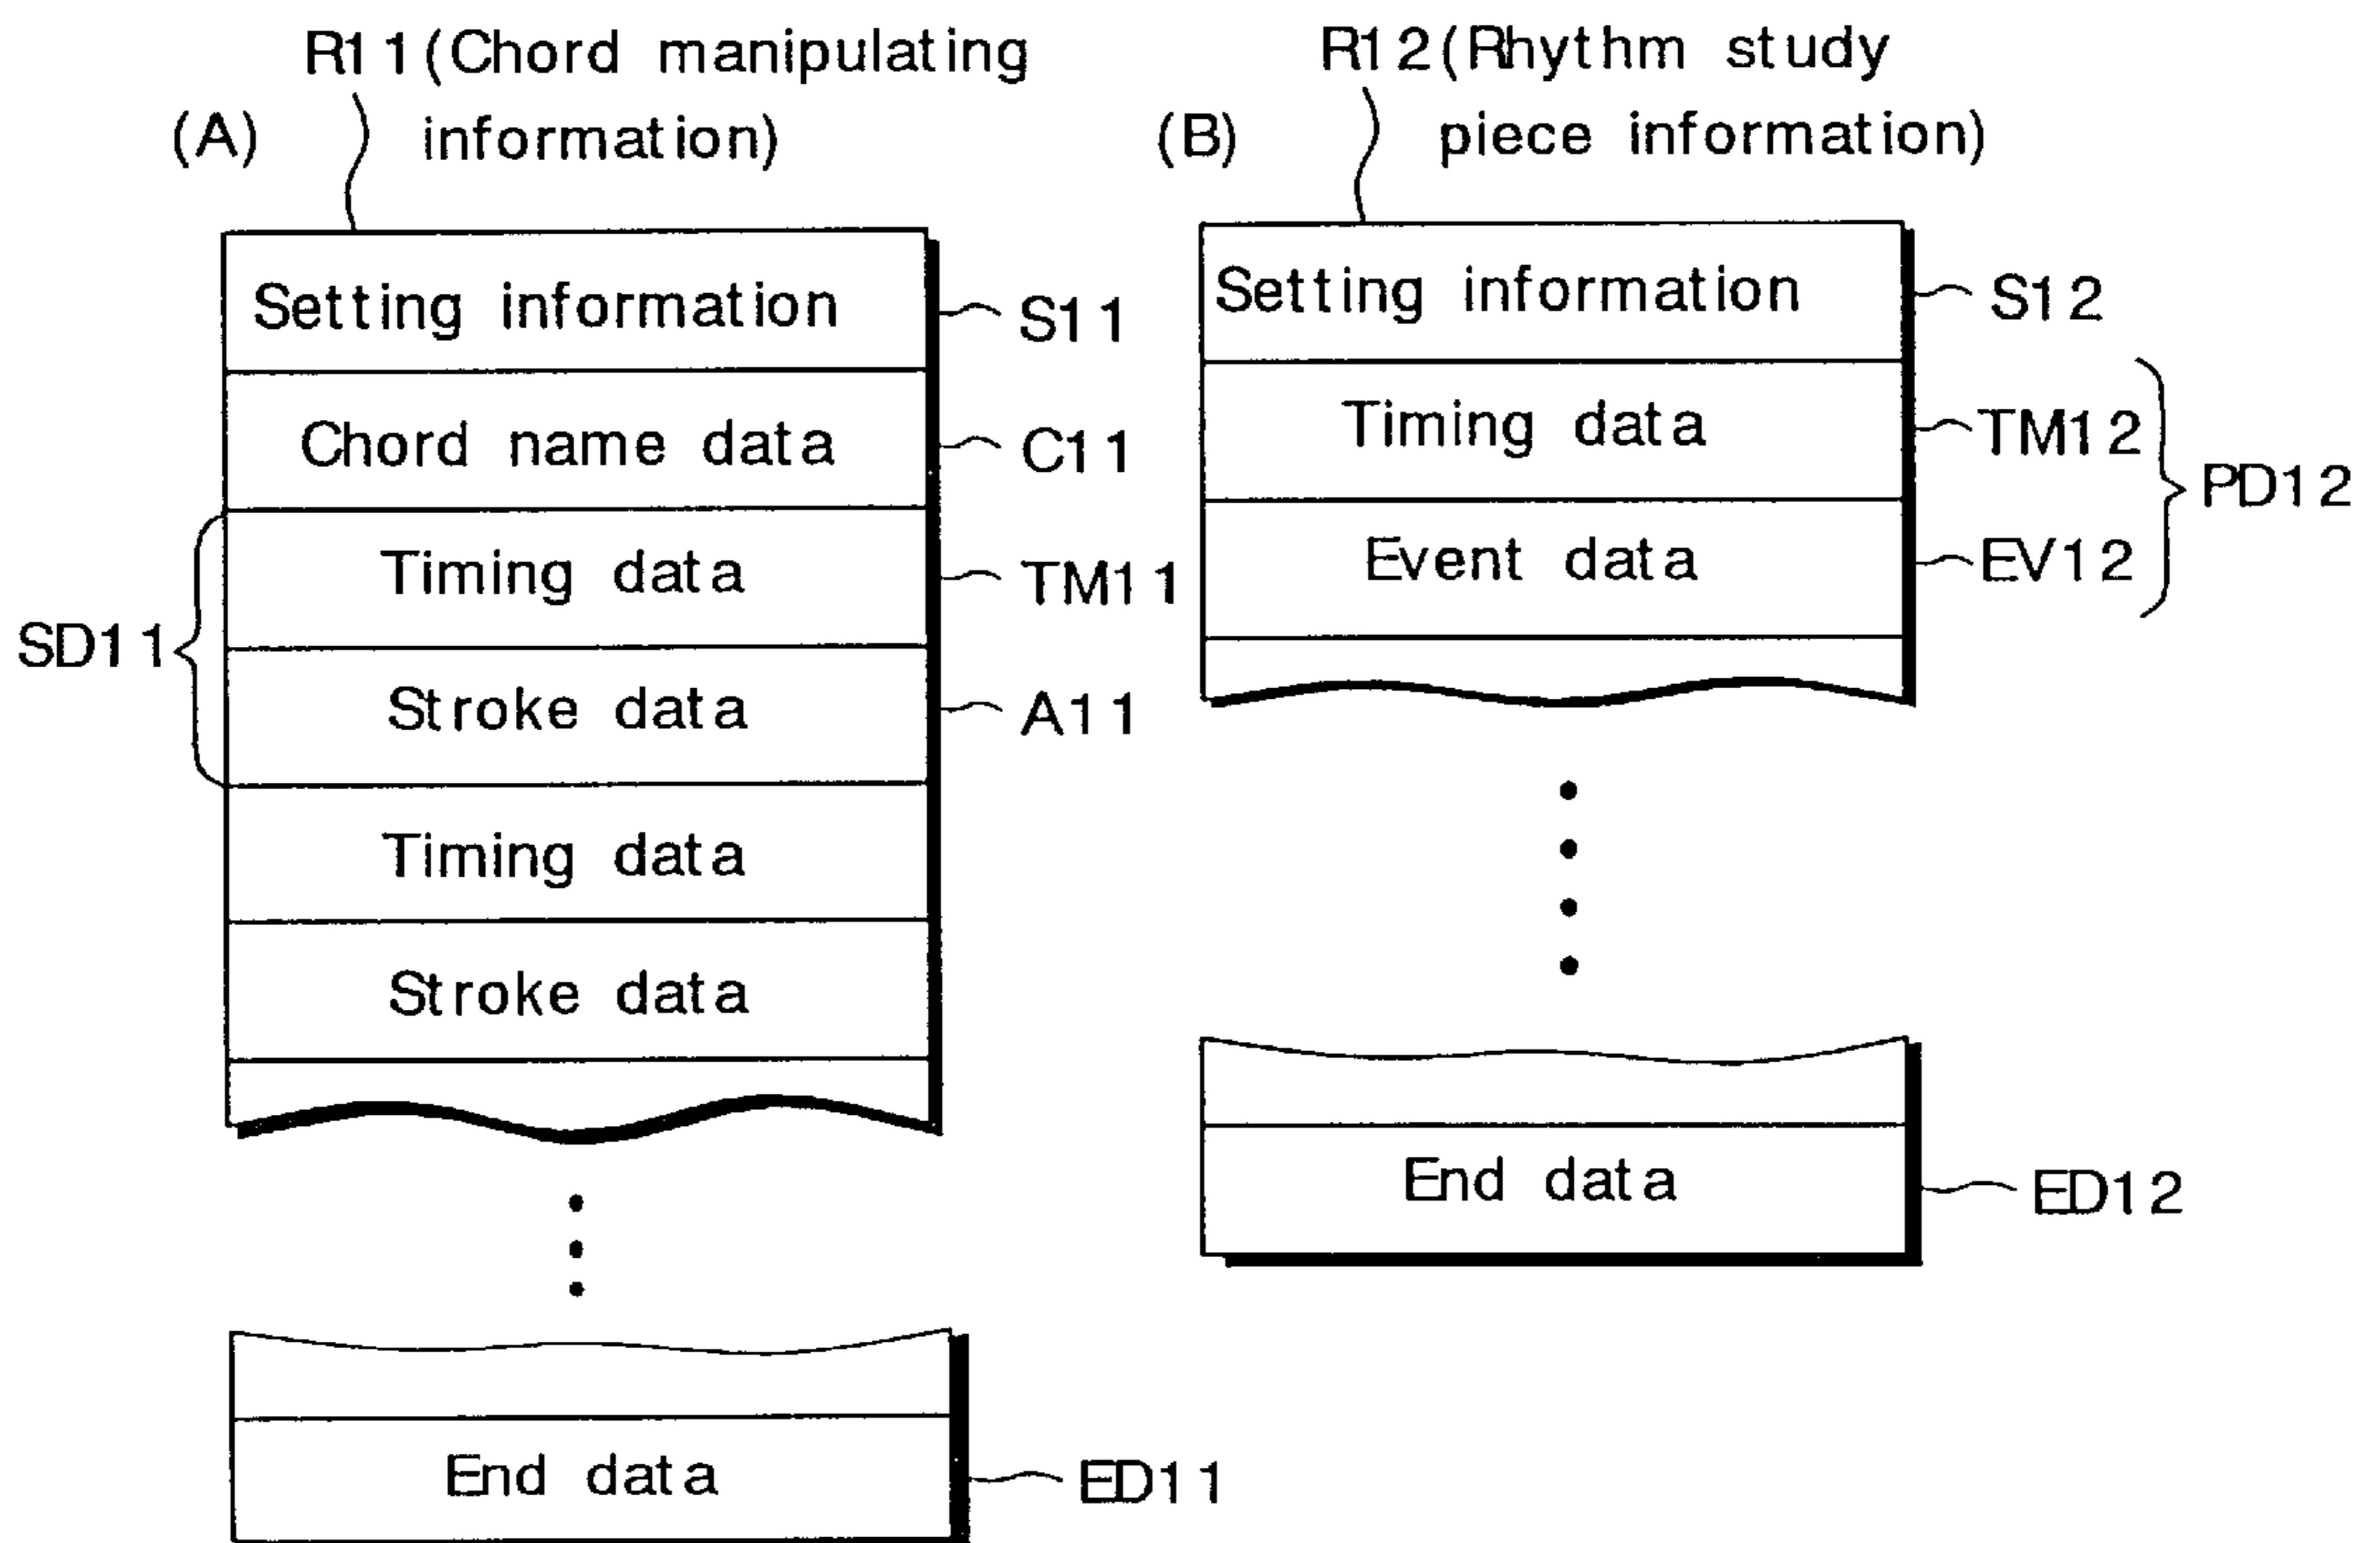 R11(Chord manipulating
information)
(A)
Setting information
S11
Chord name data
C11
Timing data
TM11
SD11
Stroke data
A11
Timing data
Stroke data
End data
ED11
R12(Rhythm study
piece information)
(B)
Setting information
S12
Timing data
TM12
PD12
Event data
EV12
End data
ED12